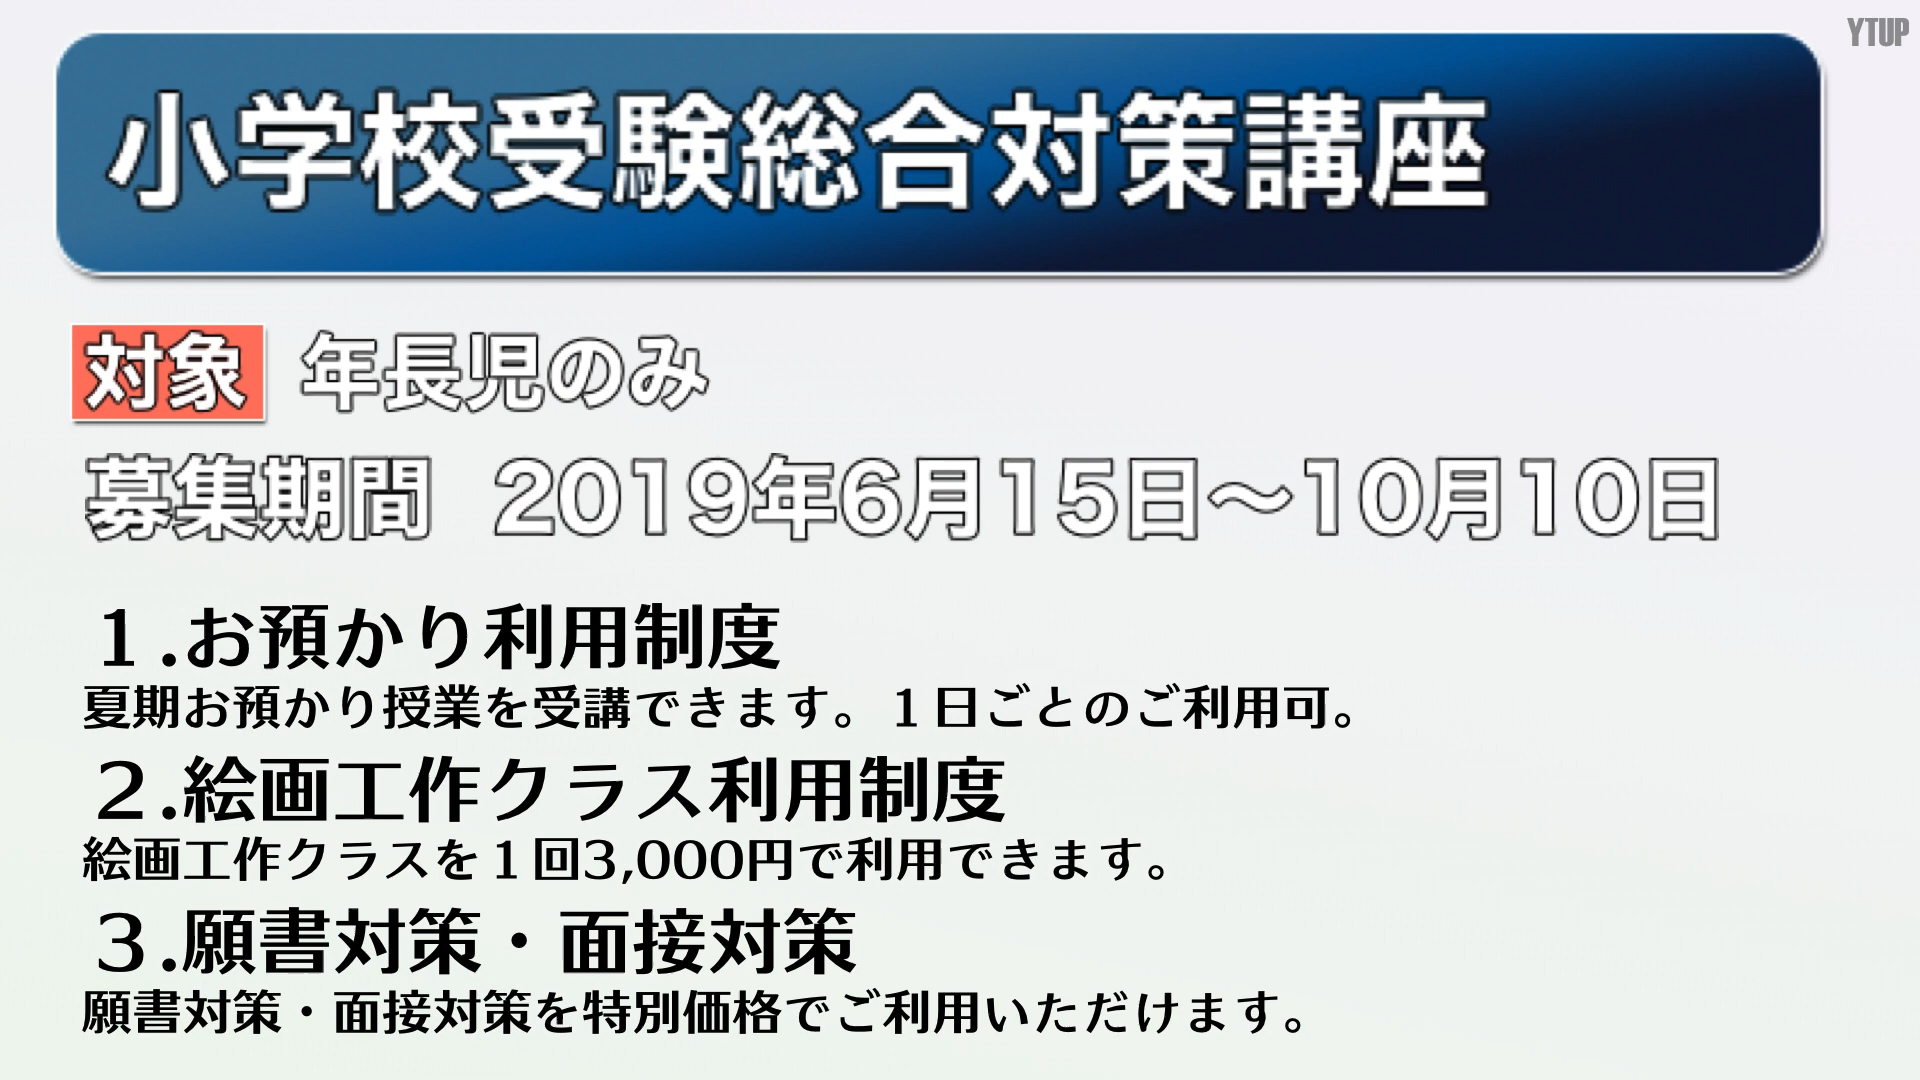 YTUP
小学校受験総合対策講座
対象 年長児のみ
募集期間 2019年6月15日〜10月10日
１.お預かり利用制度
夏期お預かり授業を受講できます。１日ごとのご利用可。
２.絵画工作クラス利用制度
絵画工作クラスを１回3,000円で利用できます。
３.願書対策・面接対策
願書対策・面接対策を特別価格でご利用いただけます。